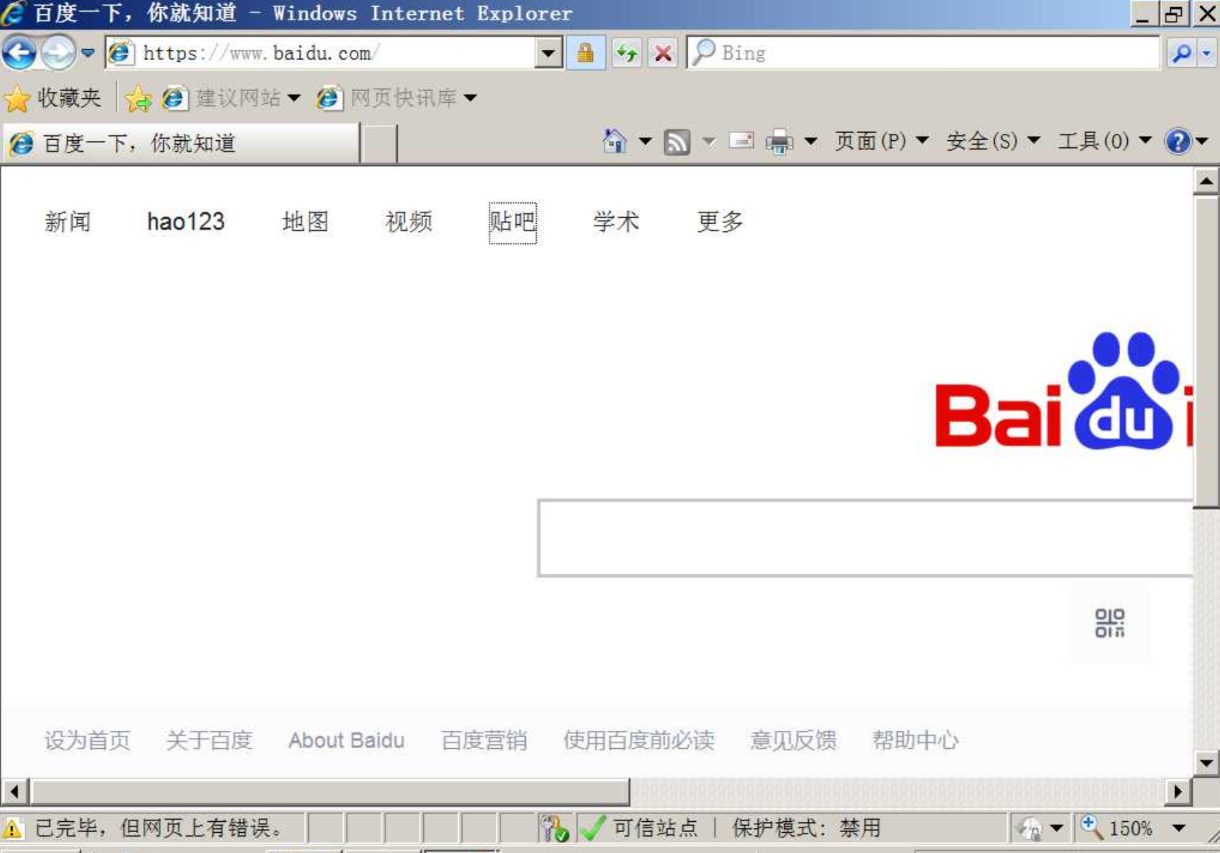 百度一下，你就知道 - Windows Internet Explorer
https://www.baidu.com/ Bing
收藏夹 建议网站 网页快讯库
百度一下，你就知道 页面(P) 安全(S) 工具(O)
新闻 hao123 地图 视频 贴吧 学术 更多
Bai du
设为首页 关于百度 About Baidu 百度营销 使用百度前必读 意见反馈 帮助中心
已完毕，但网页上有错误。 可信站点 | 保护模式: 禁用 150%